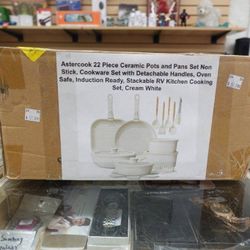 Astercook 22 Piece Ceramic Pots and Pans Set Non
Stick, Cookware Set with Detachable Handles, Oven
Safe, Induction Ready, Stackable RV Kitchen Cooking
Set, Cream White